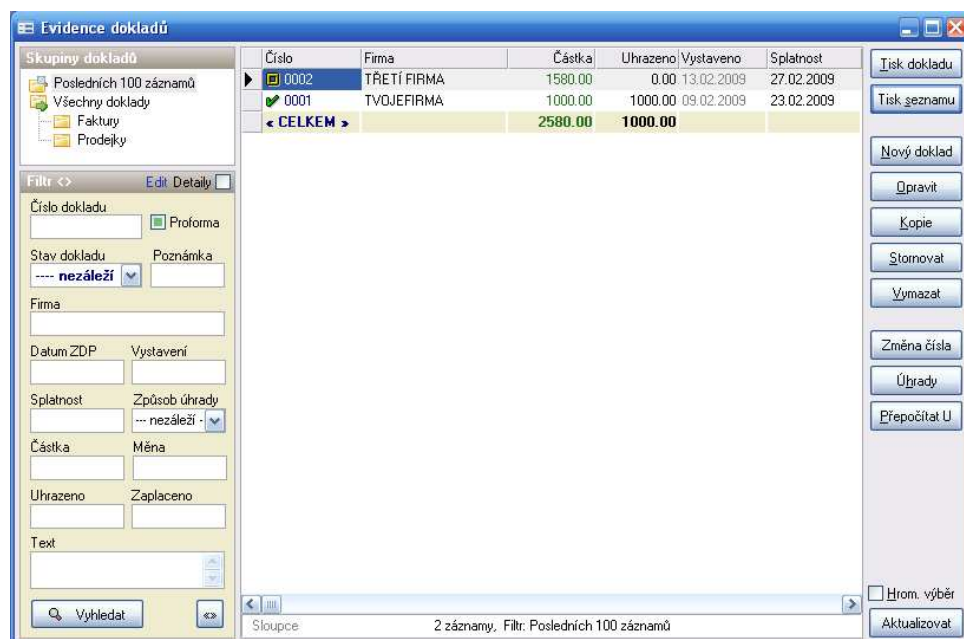 Evidence dokladů
Skupiny dokladů
Posledních 100 záznamů
Všechny doklady
Faktury
Prodejky
Filtr <> Edit Detaily
Číslo dokladu
Proforma
Stav dokladu Poznámka
---- nezáleží
Firma
Datum ZDP Vystavení
Splatnost Způsob úhrady
--- nezáleží -
Částka Měna
Uhrazeno Zaplaceno
Text
Vyhledat <>
Číslo Firma Částka Uhrazeno Vystaveno Splatnost
0002 TŘETÍ FIRMA 1580.00 0.00 13.02.2009 27.02.2009
0001 TVOJEFIRMA 1000.00 1000.00 09.02.2009 23.02.2009
« CELKEM » 2580.00 1000.00
Sloupce 2 záznamy, Filtr: Posledních 100 záznamů
Tisk dokladu
Tisk seznamu
Nový doklad
Opravit
Kopie
Stornovat
Vymazat
Změna čísla
Úhrady
Přepočítat U
Hrom. výběr
Aktualizovat